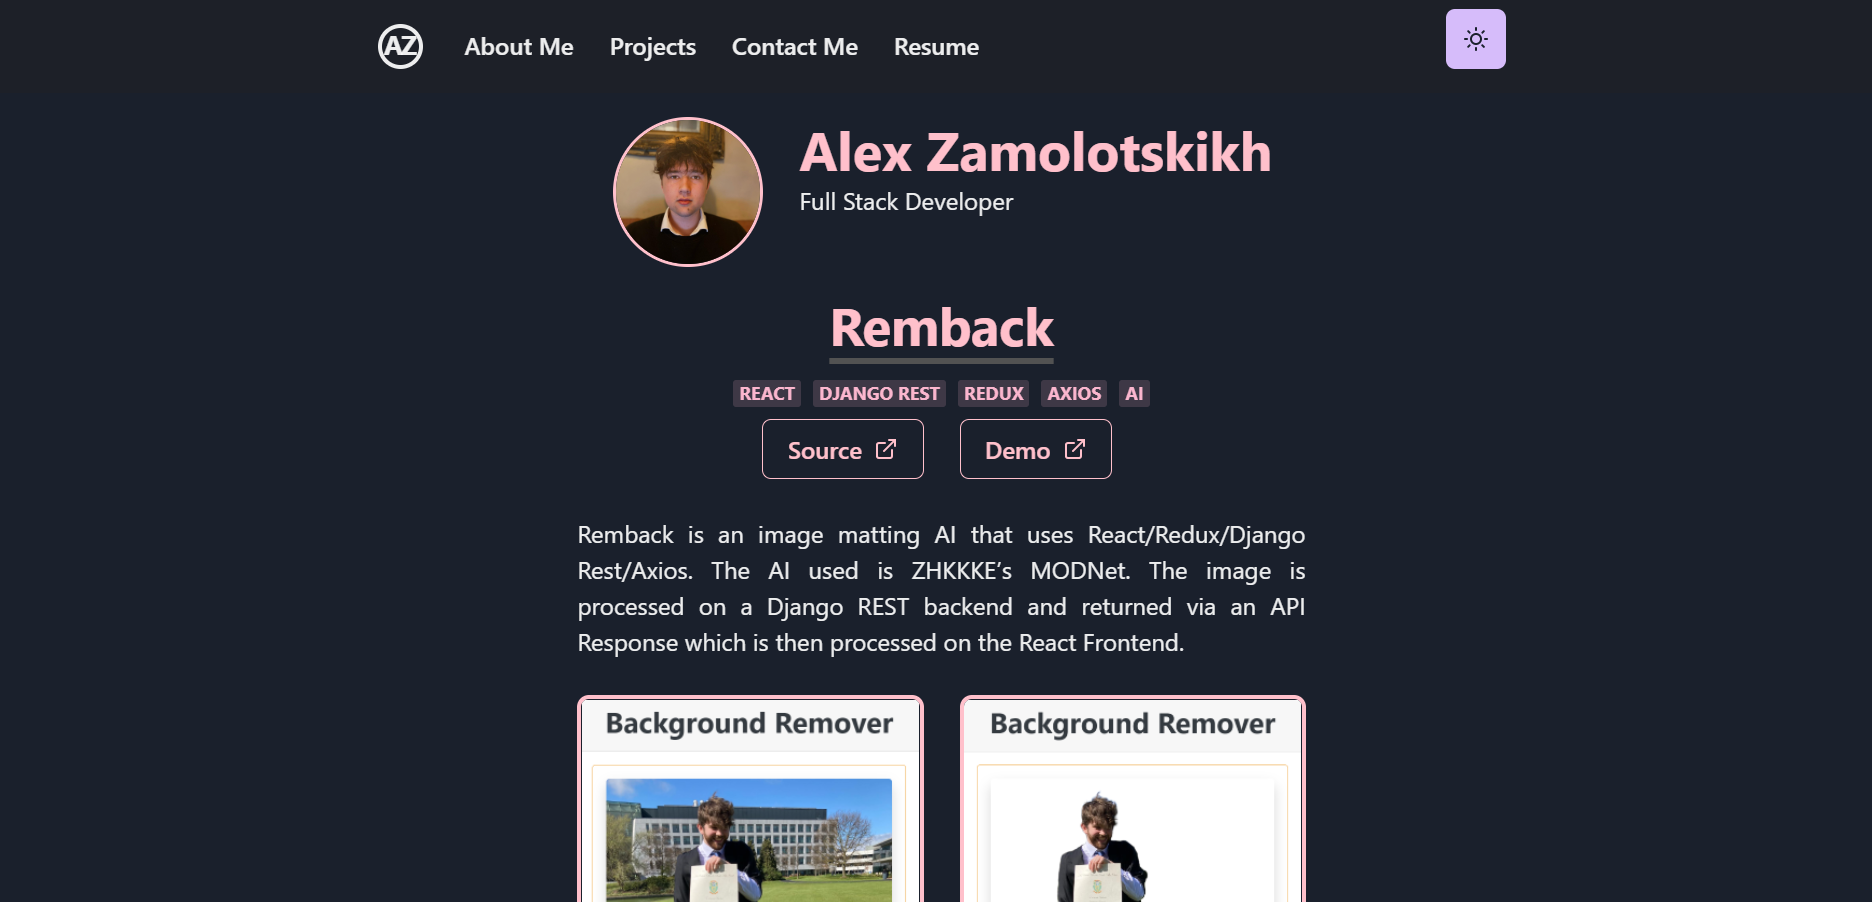 AZ About Me Projects Contact Me Resume
Alex Zamolotskikh
Full Stack Developer
Remback
REACT DJANGO REST REDUX AXIOS AI
Source Demo
Remback is an image matting AI that uses React/Redux/Django
Rest/Axios. The AI used is ZHKKKE's MODNet. The image is
processed on a Django REST backend and returned via an API
Response which is then processed on the React Frontend.
Background Remover
Background Remover